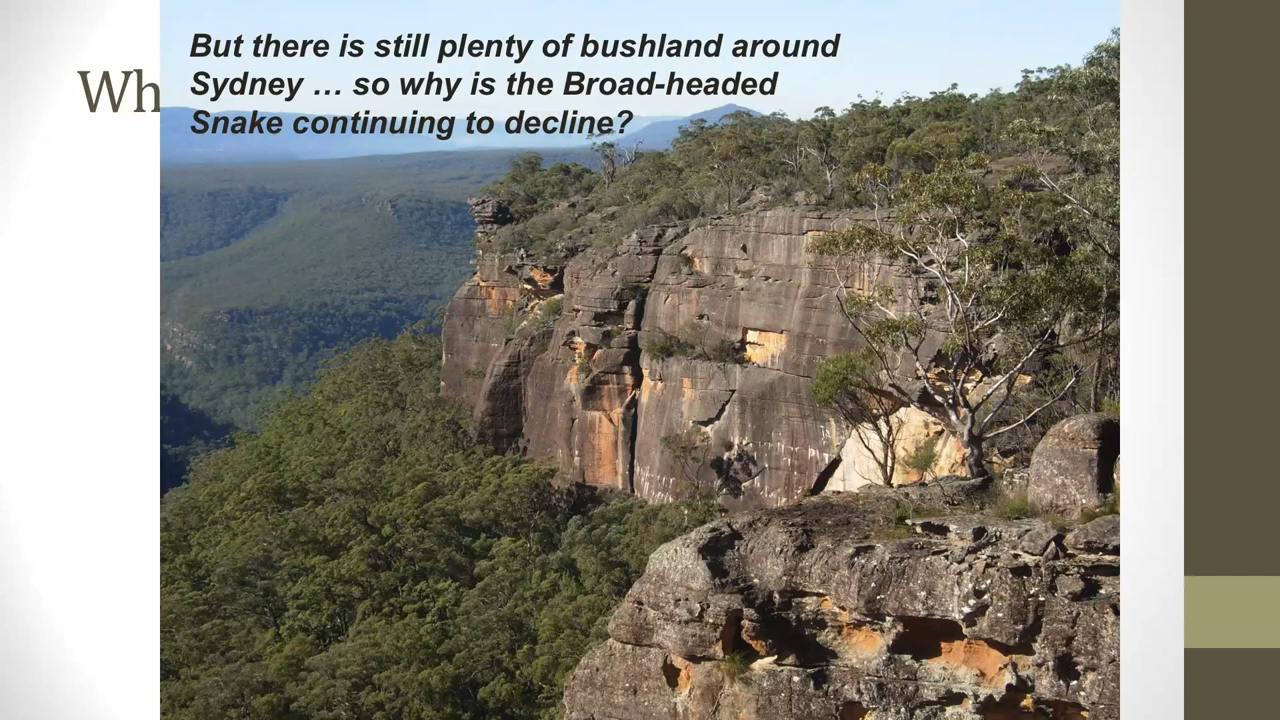 But there is still plenty of bushland around
Sydney … so why is the Broad-headed
Snake continuing to decline?
Wh